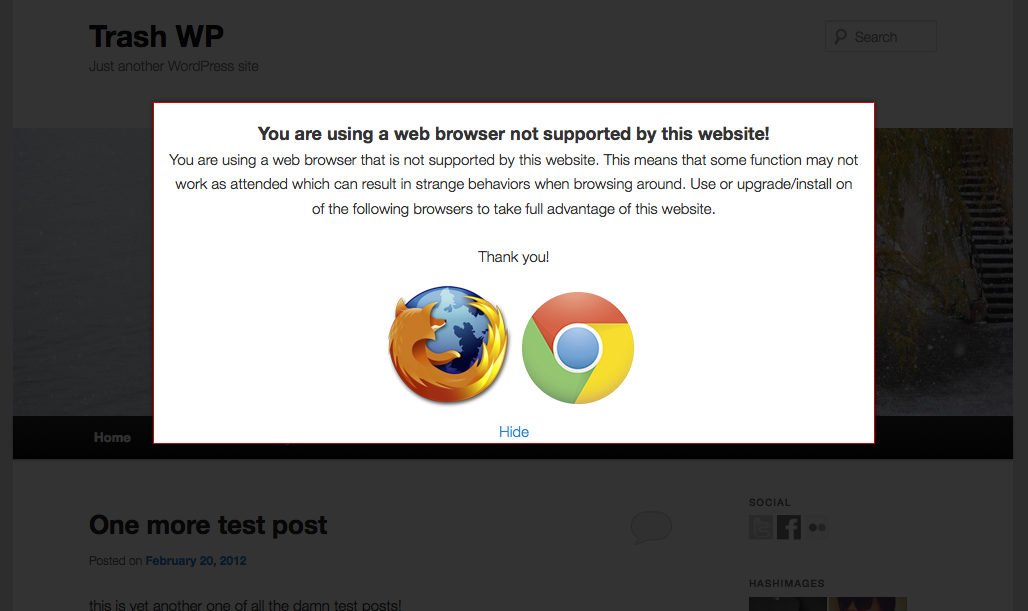 Trash WP
Just another WordPress site
Search
You are using a web browser not supported by this website!
You are using a web browser that is not supported by this website. This means that some function may not
work as attended which can result in strange behaviors when browsing around. Use or upgrade/install on
of the following browsers to take full advantage of this website.
Thank you!
Hide
Home
One more test post
Posted on February 20, 2012
this is yet another one of all the damn test posts!
SOCIAL
HASHIMAGES